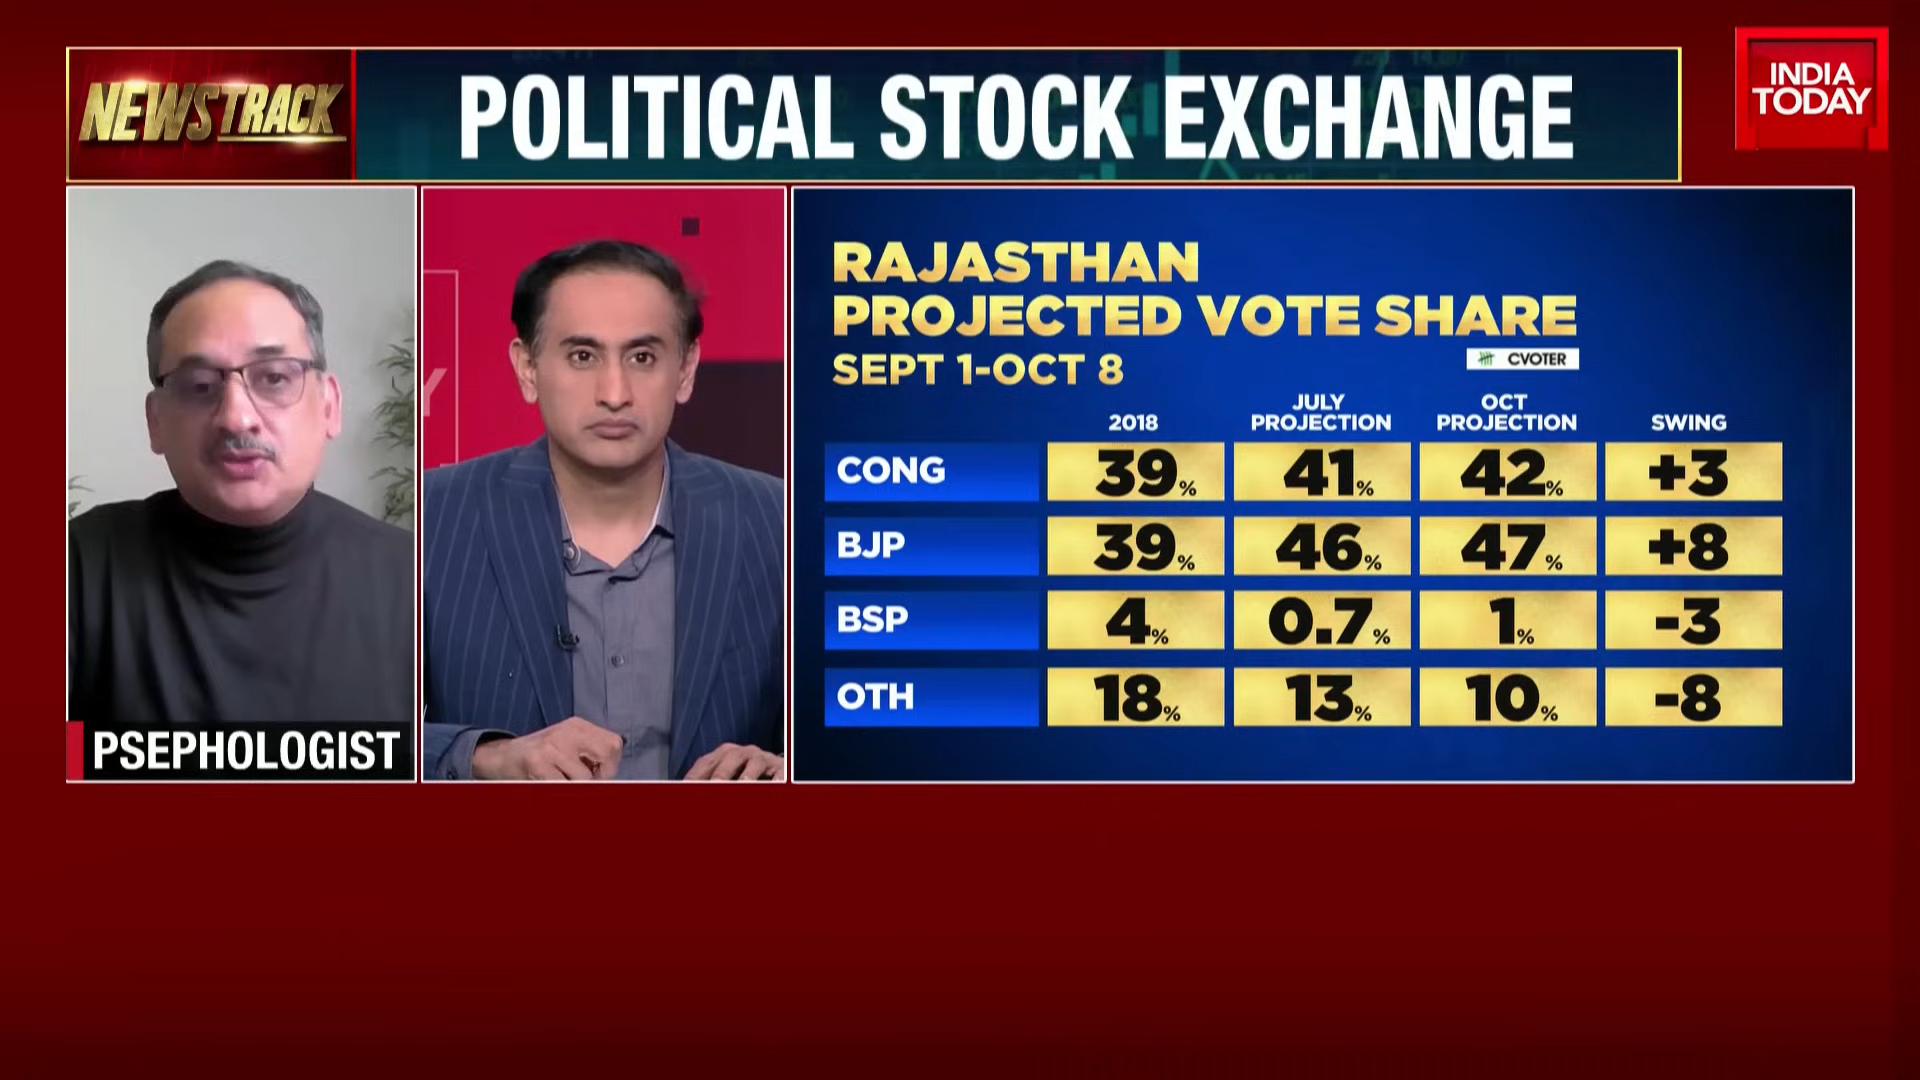 NEWSTRACK
POLITICAL STOCK EXCHANGE
INDIA
TODAY
PSEPHOLOGIST
RAJASTHAN
PROJECTED VOTE SHARE
SEPT 1-OCT 8
CVOTER
2018 JULY PROJECTION OCT PROJECTION SWING
CONG 39% 41% 42% +3
BJP 39% 46% 47% +8
BSP 4% 0.7% 1% -3
OTH 18% 13% 10% -8